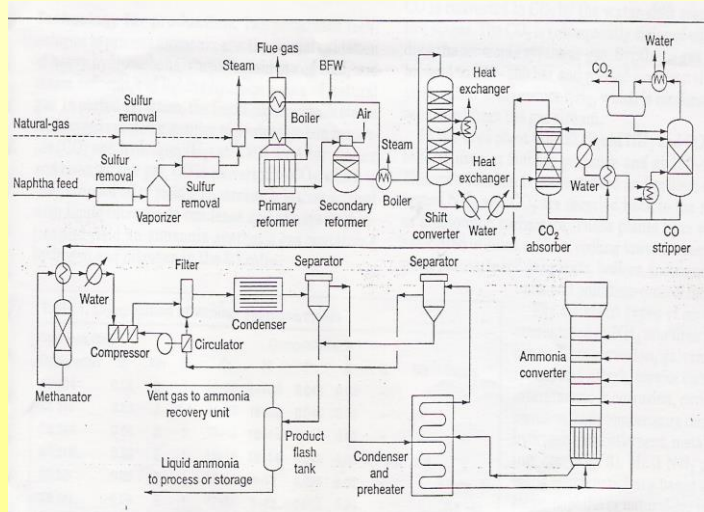 Flue gas
Steam
BFW
Water
CO2
Heat
exchanger
Air
Sulfur
removal
Boiler
Natural-gas
Steam
Sulfur
removal
Sulfur
removal
Heat
exchanger
Naphtha feed
Water
Vaporizer
Primary
reformer
Secondary
reformer
Boiler
Shift
converter
Water
CO2
absorber
CO
stripper
Filter
Separator
Separator
Water
Condenser
Ammonia
converter
Compressor
Circulator
Methanator
Vent gas to ammonia
recovery unit
Product
flash
tank
Condenser
and
preheater
Liquid ammonia
to process or storage